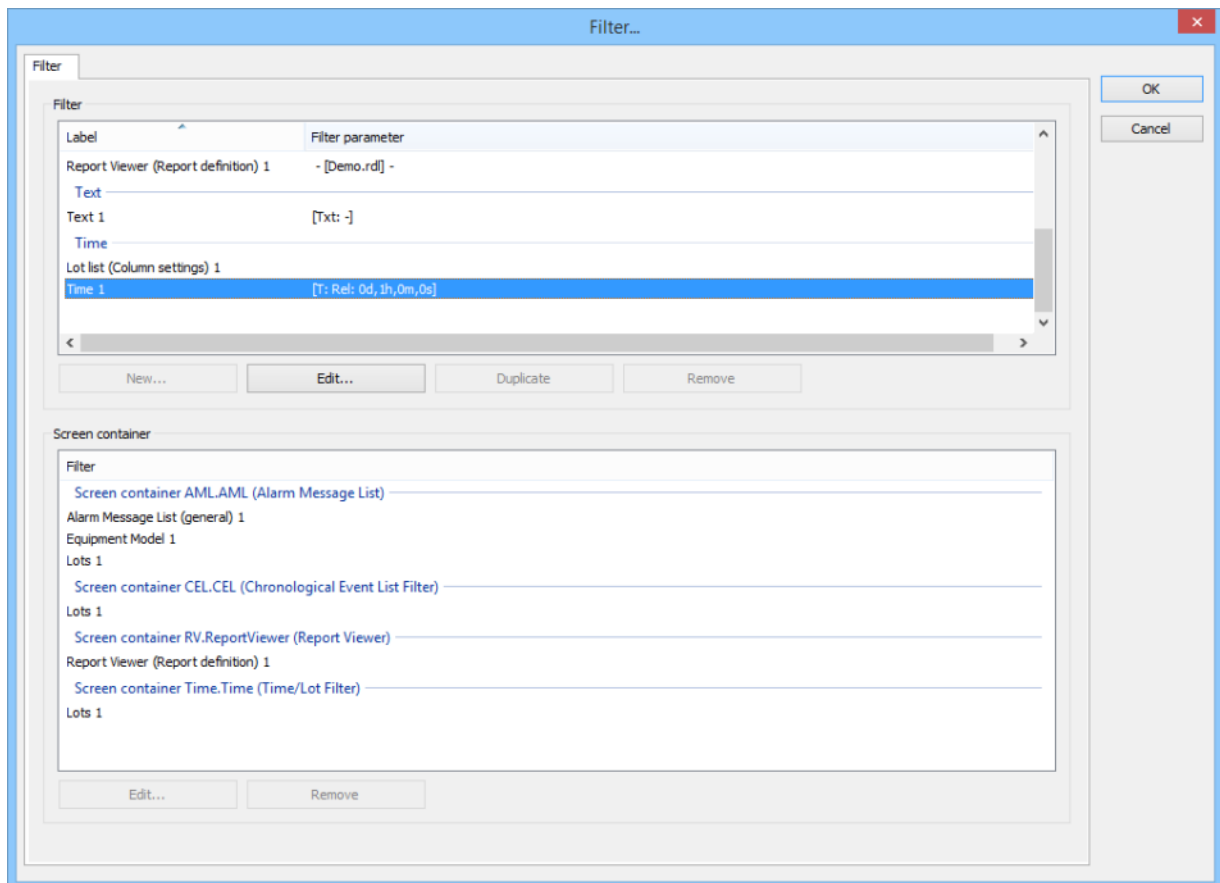 Filter...
Filter
OK
Cancel
Filter
Label Filter parameter
Report Viewer (Report definition) 1 - [Demo.rdl] -
Text
Text 1 [Txt: -]
Time
Lot list (Column settings) 1
Time 1 [T: Rel: 0d,1h,0m,0s]
New... Edit... Duplicate Remove
Screen container
Filter
Screen container AML.AML (Alarm Message List)
Alarm Message List (general) 1
Equipment Model 1
Lots 1
Screen container CEL.CEL (Chronological Event List Filter)
Lots 1
Screen container RV.ReportViewer (Report Viewer)
Report Viewer (Report definition) 1
Screen container Time.Time (Time/Lot Filter)
Lots 1
Edit... Remove